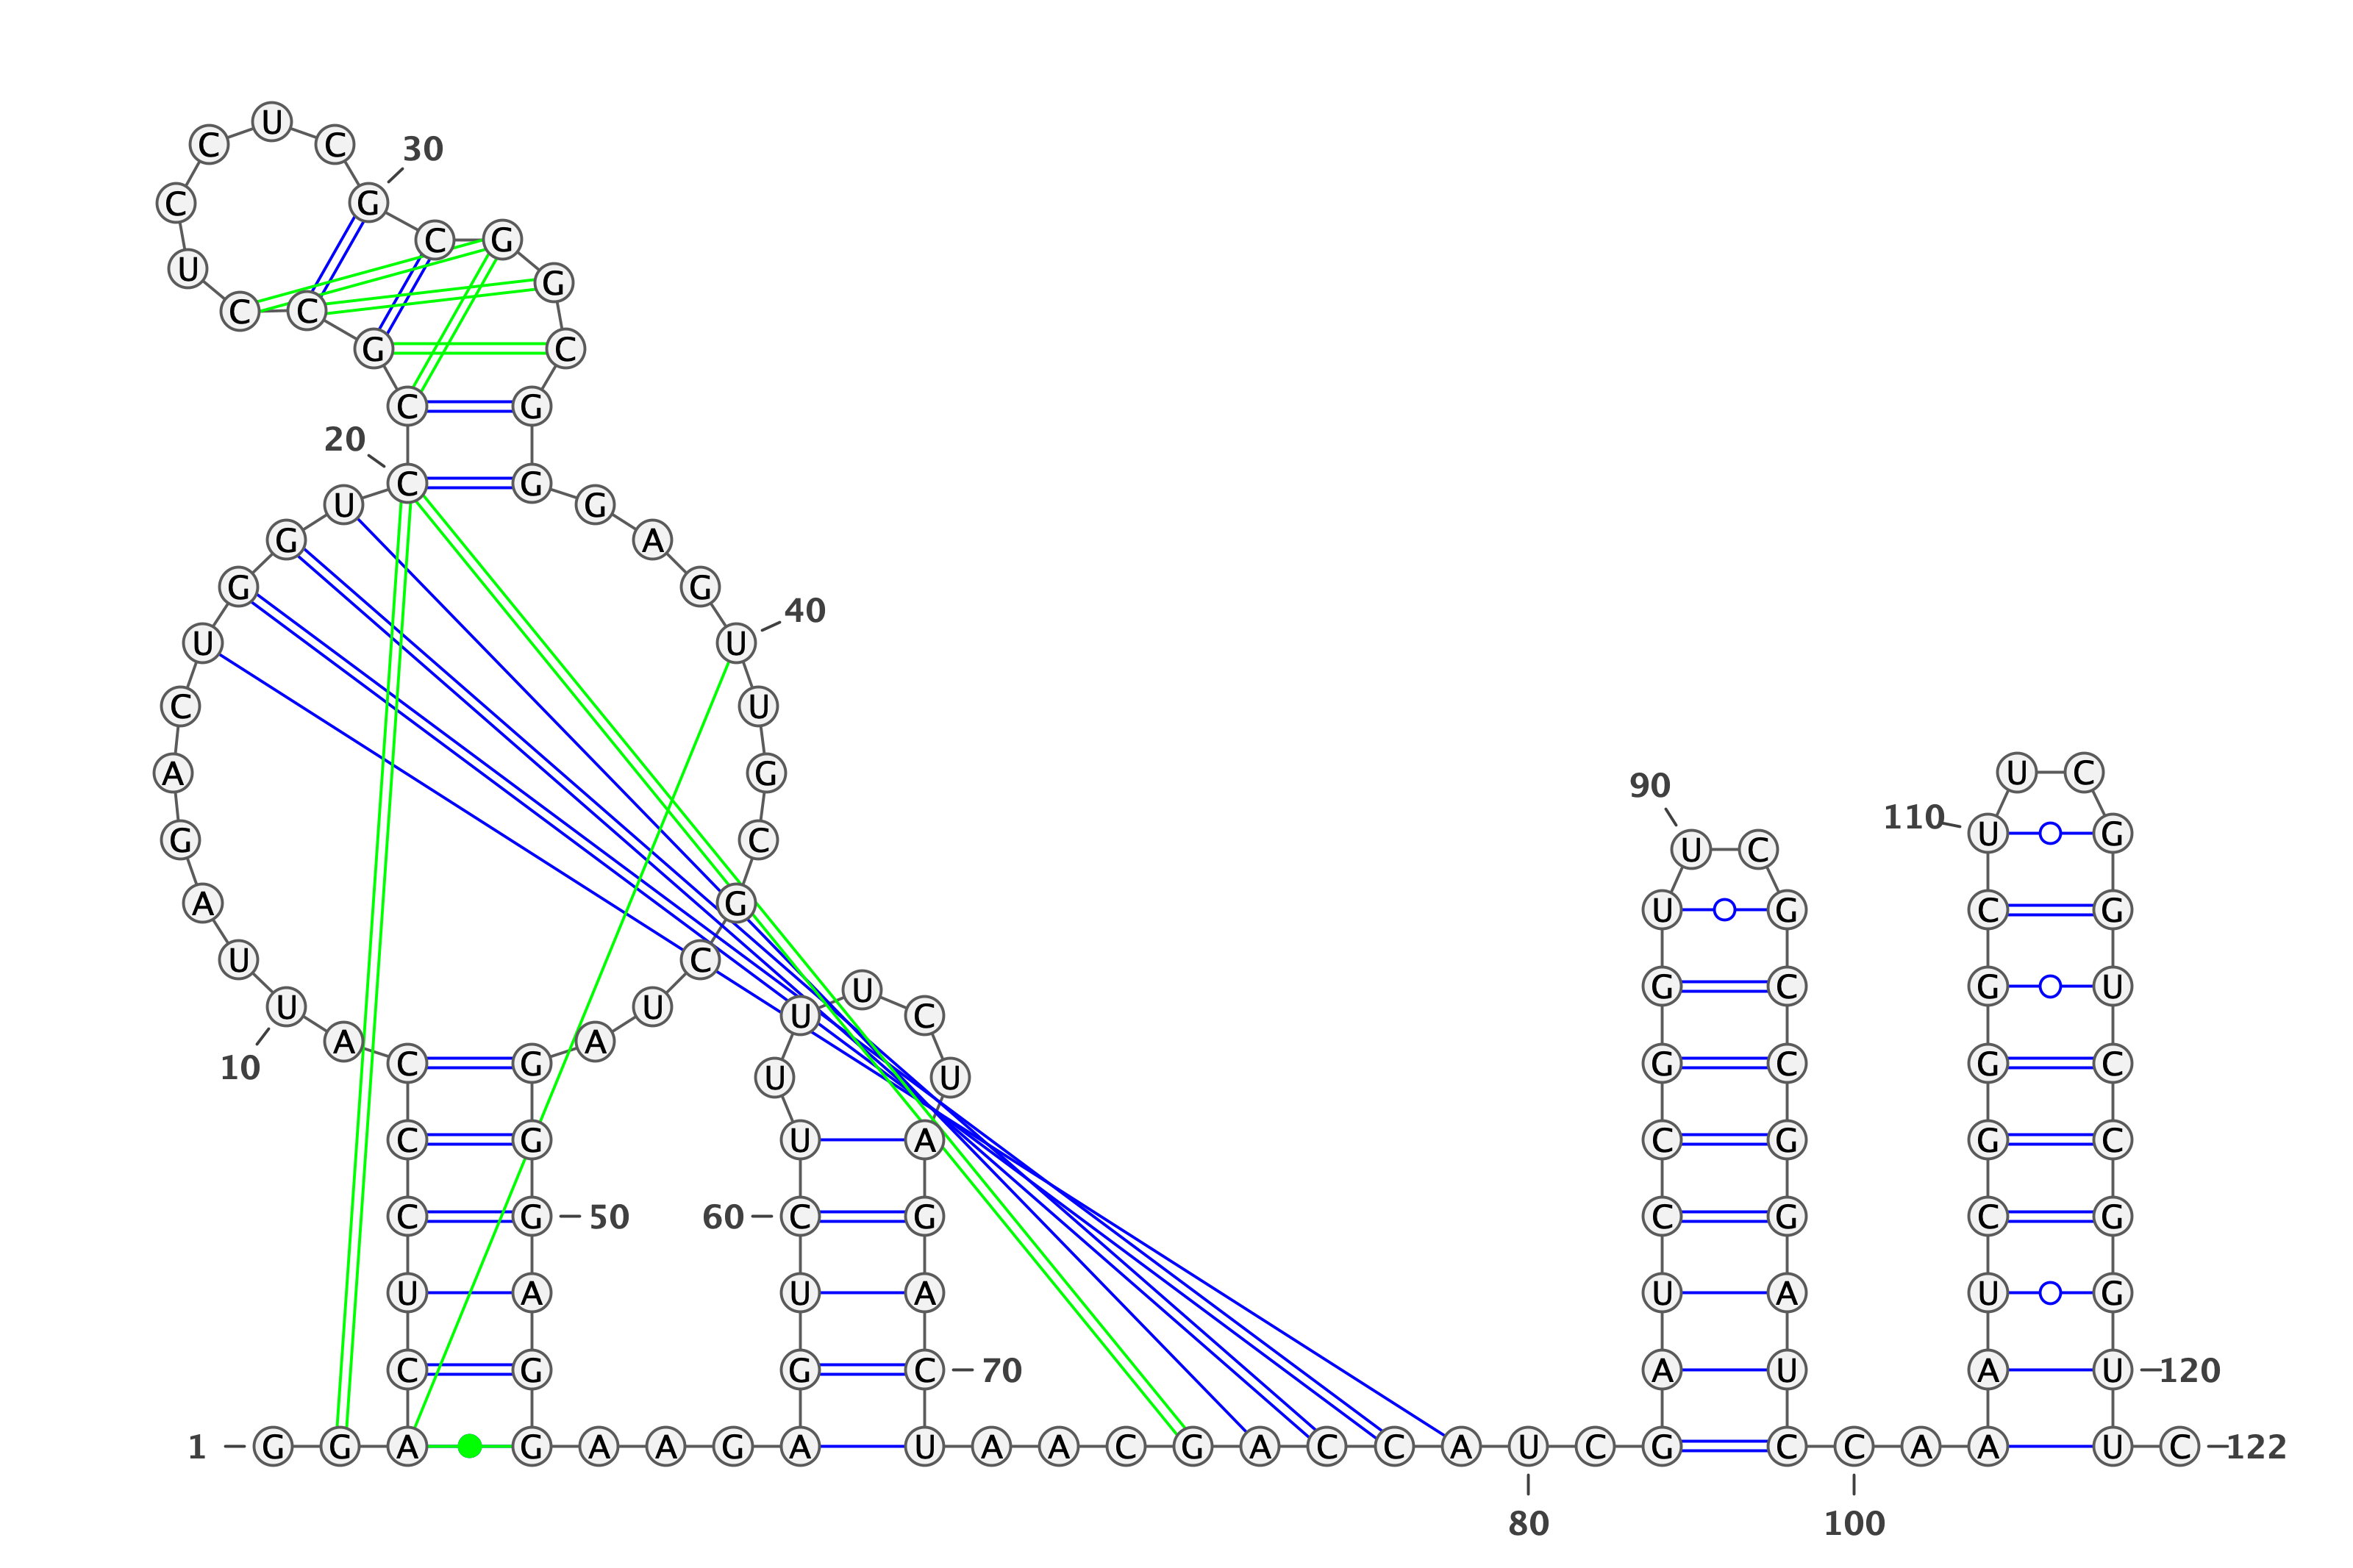 U
C C 30
C G
C G
U G
C C
G C
C G
20
C G
U G
G A
G G
40
U U
C U
A G U C
90
110 U G
G C U C
A G U G C G
U C
U G C G U
U U U C
A A
C G U U G C G C
10
C G U A C G G C
C G 50 60 C G C G C G
U A U A U A U G
C G G C 70 A U A U 120
1 G G A G A A G A U A A C G A C C A U C G C C A A U C 122
80 100